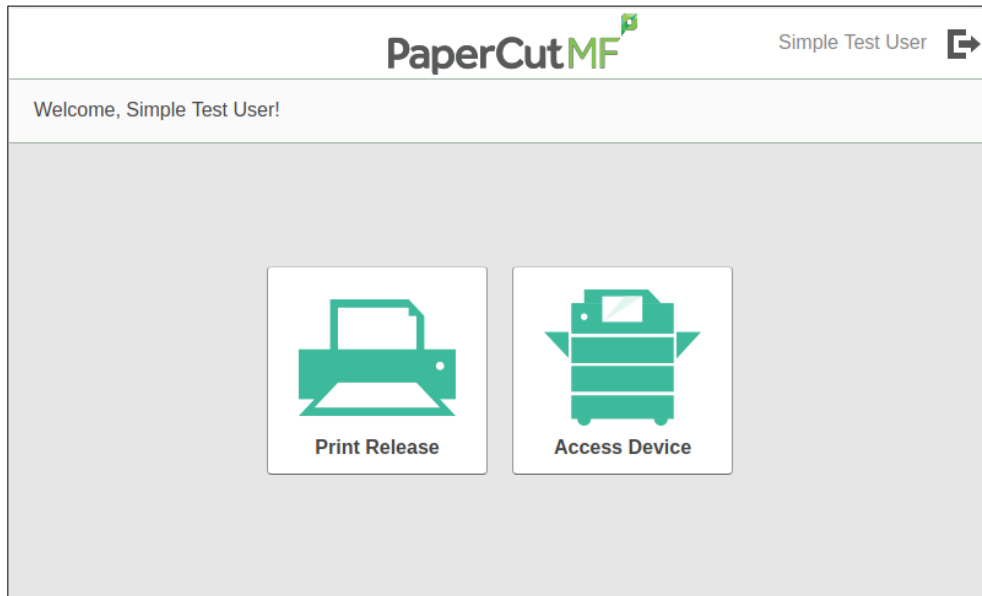 PaperCutMF
Simple Test User
Welcome, Simple Test User!
Print Release
Access Device